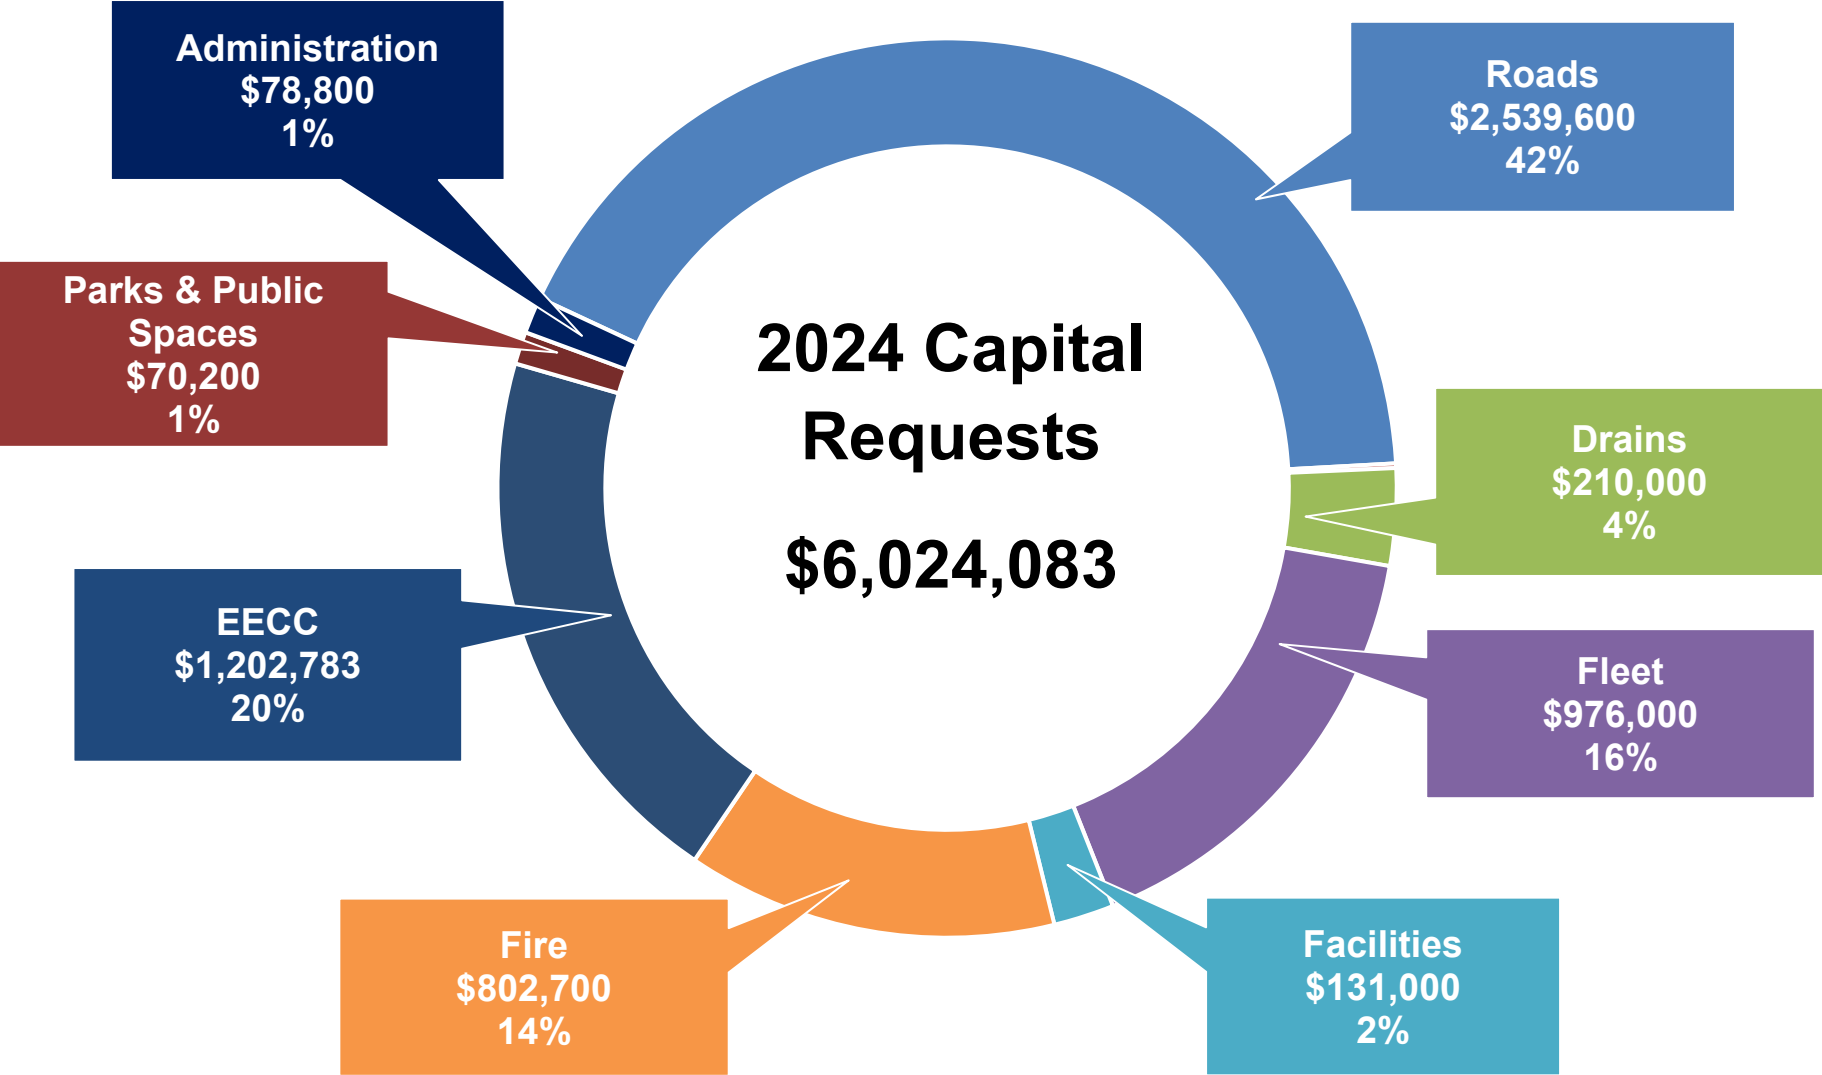 Administration
$78,800
1%
Roads
$2,539,600
42%
Parks & Public
Spaces
$70,200
1%
2024 Capital
Requests
$6,024,083
Drains
$210,000
4%
EECC
$1,202,783
20%
Fleet
$976,000
16%
Fire
$802,700
14%
Facilities
$131,000
2%